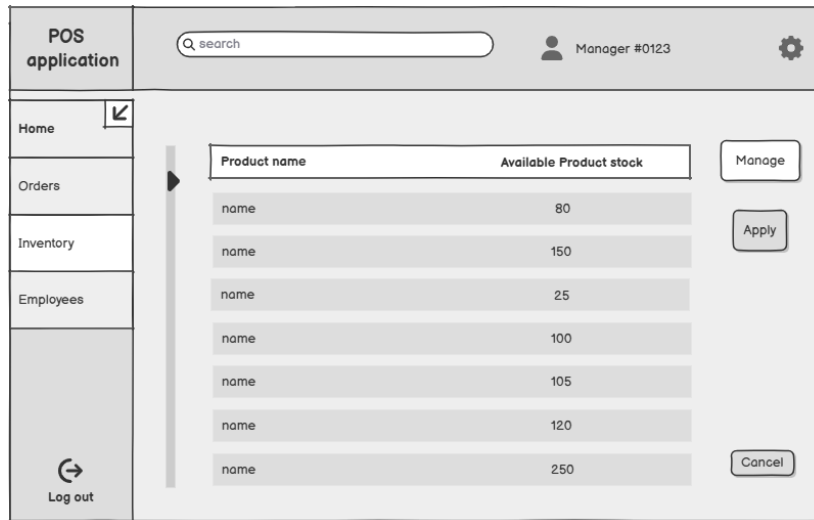 POS
application
search
Manager #0123
Home
Orders
Inventory
Employees
Log out
Product name Available Product stock
name 80
name 150
name 25
name 100
name 105
name 120
name 250
Manage
Apply
Cancel